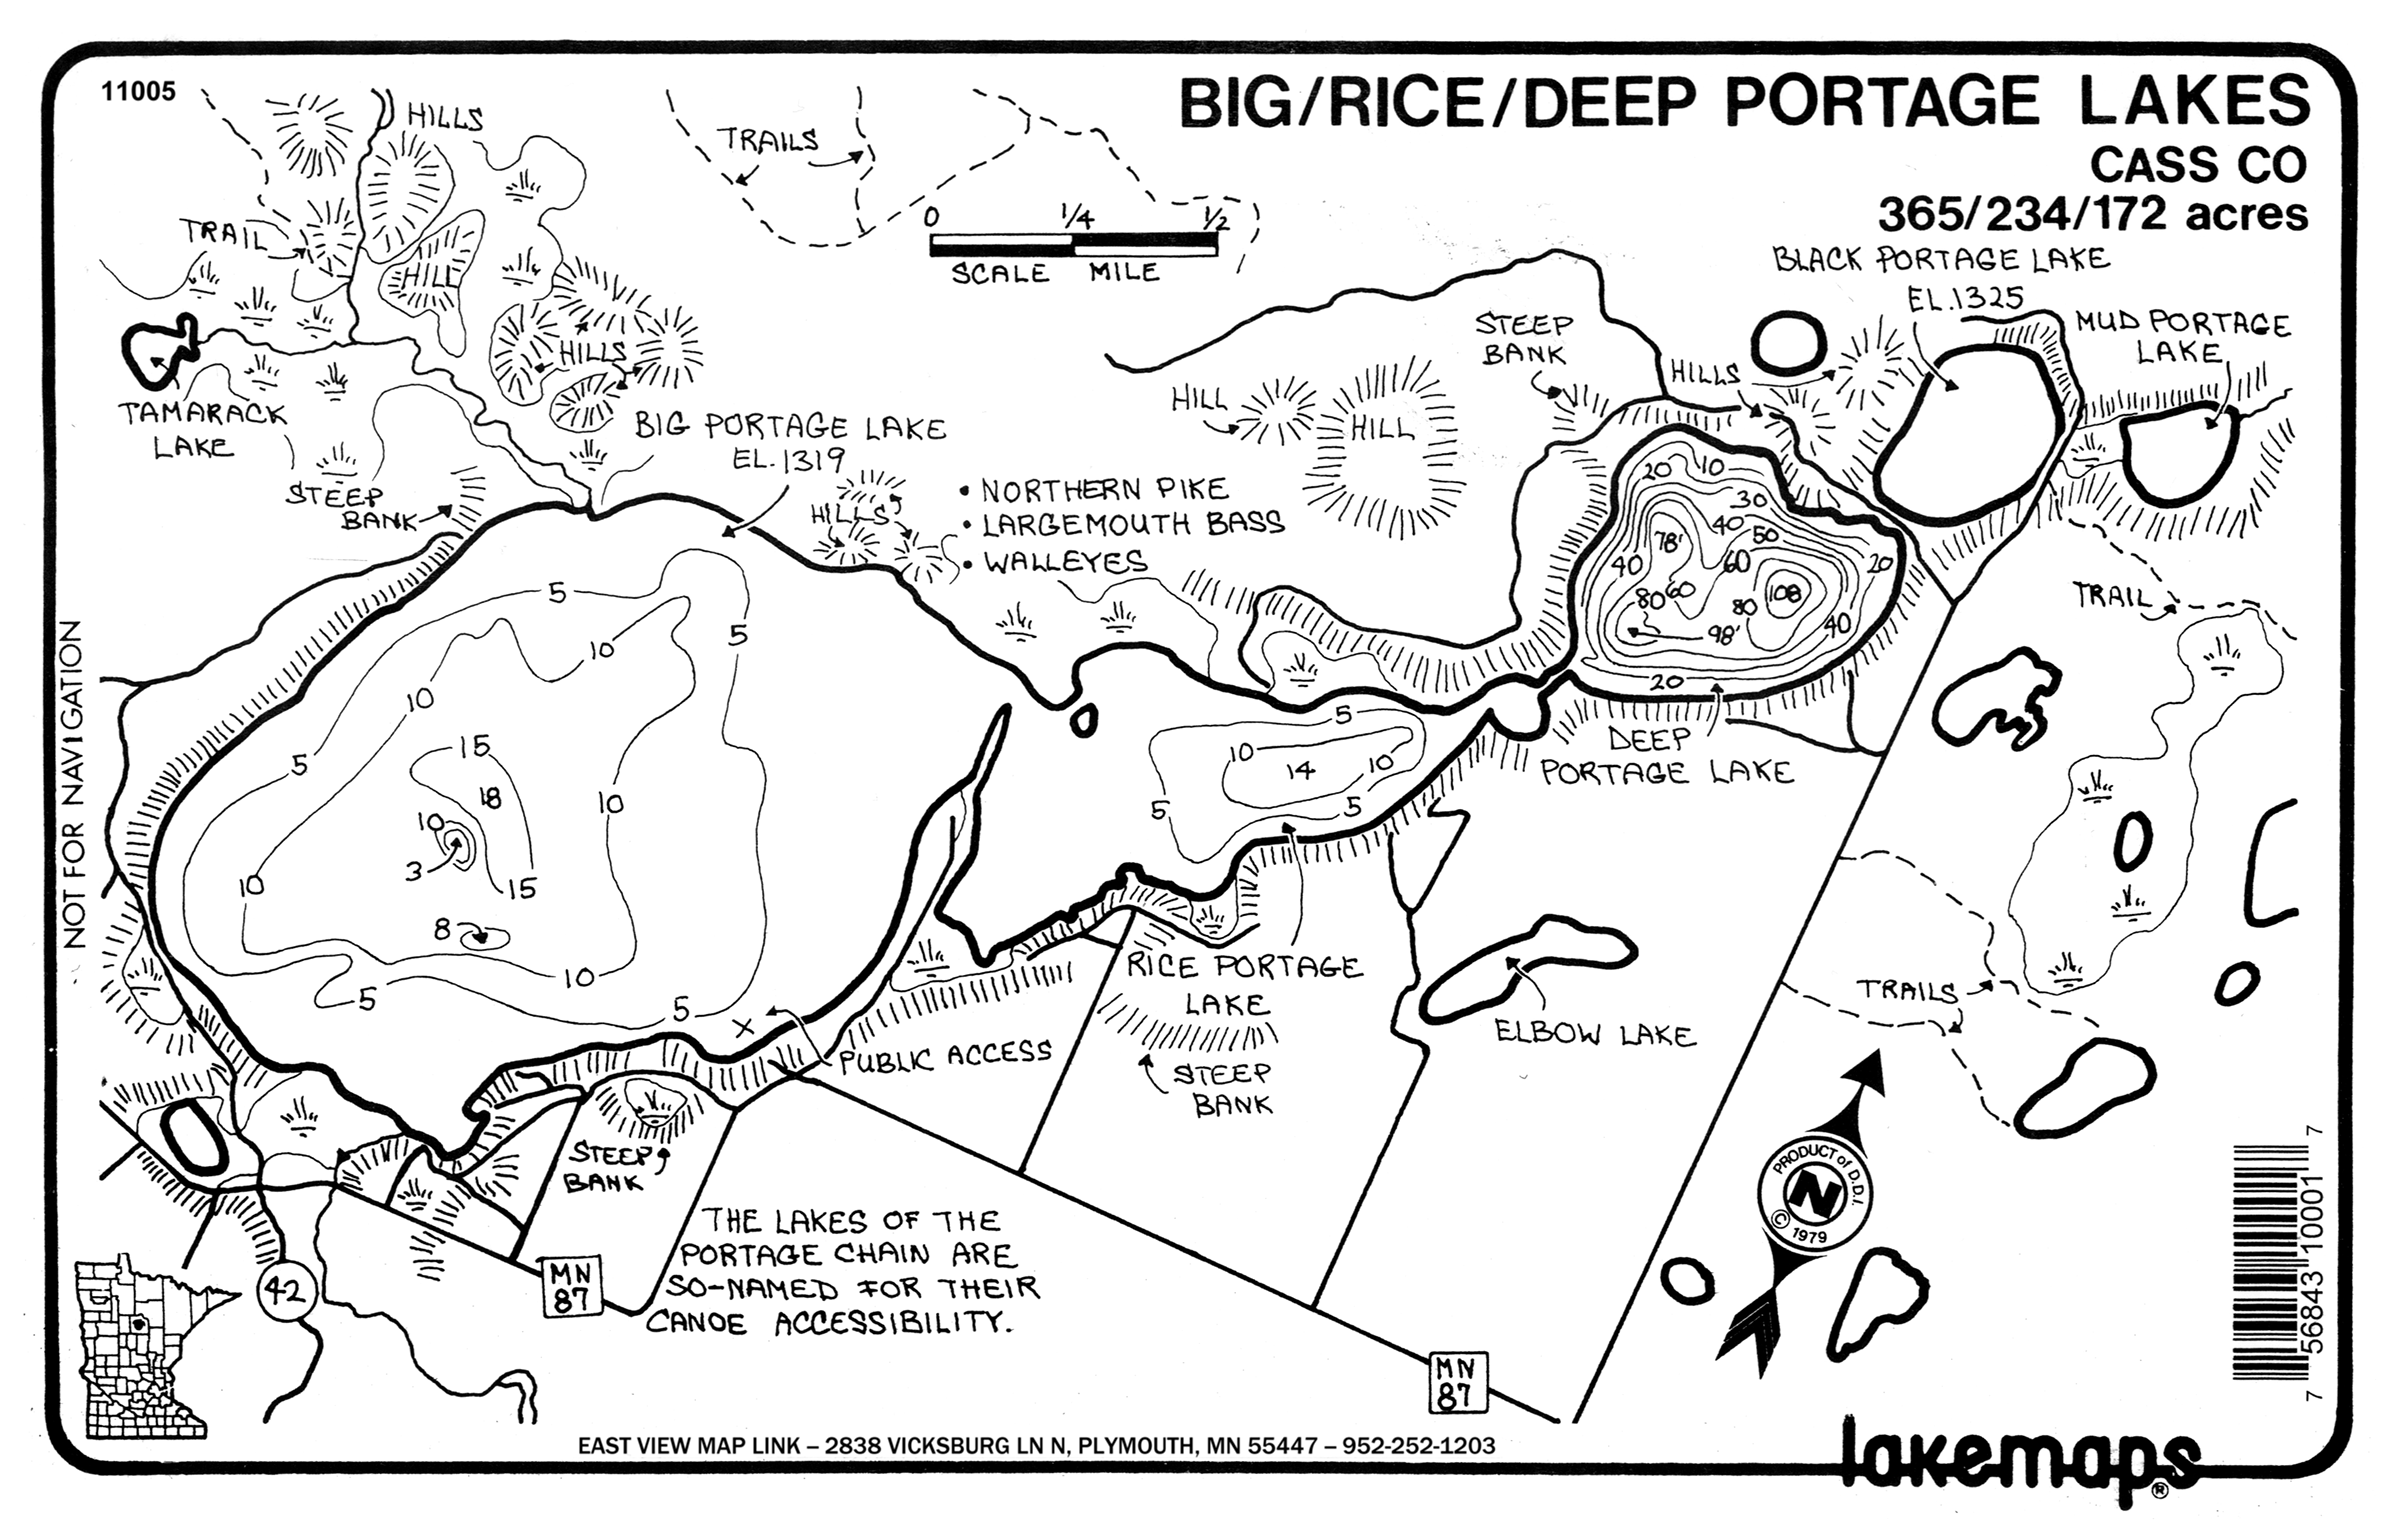 11005
BIG/RICE/DEEP PORTAGE LAKES
CASS CO
365/234/172 acres
HILLS
TRAILS
0 1/4 1/2
SCALE MILE
TRAIL
HILL
HILLS
TAMARACK
LAKE
STEEP
BANK
BIG PORTAGE LAKE
EL. 1319
HILLS
• NORTHERN PIKE
• LARGEMOUTH BASS
• WALLEYES
BLACK PORTAGE LAKE
EL. 1325
MUD PORTAGE
LAKE
STEEP
BANK
HILLS
HILL
HILL
20
10
30
40
50
78'
60
40
20
80
60
80
108
98'
40
20
TRAIL
DEEP
PORTAGE LAKE
5
10
5
10
10
5
15
18
10
3
15
10
10
8
10
5
5
5
10
14
10
5
5
NOT FOR NAVIGATION
RICE PORTAGE
LAKE
STEEP
BANK
PUBLIC ACCESS
X
ELBOW LAKE
TRAILS
STEEP
BANK
THE LAKES OF THE
PORTAGE CHAIN ARE
SO-NAMED FOR THEIR
CANOE ACCESSIBILITY.
42
MN
87
MN
87
PRODUCT of D.D.I.
N
© 1979
7 56843 10001 7
EAST VIEW MAP LINK – 2838 VICKSBURG LN N, PLYMOUTH, MN 55447 – 952-252-1203
lakemaps®